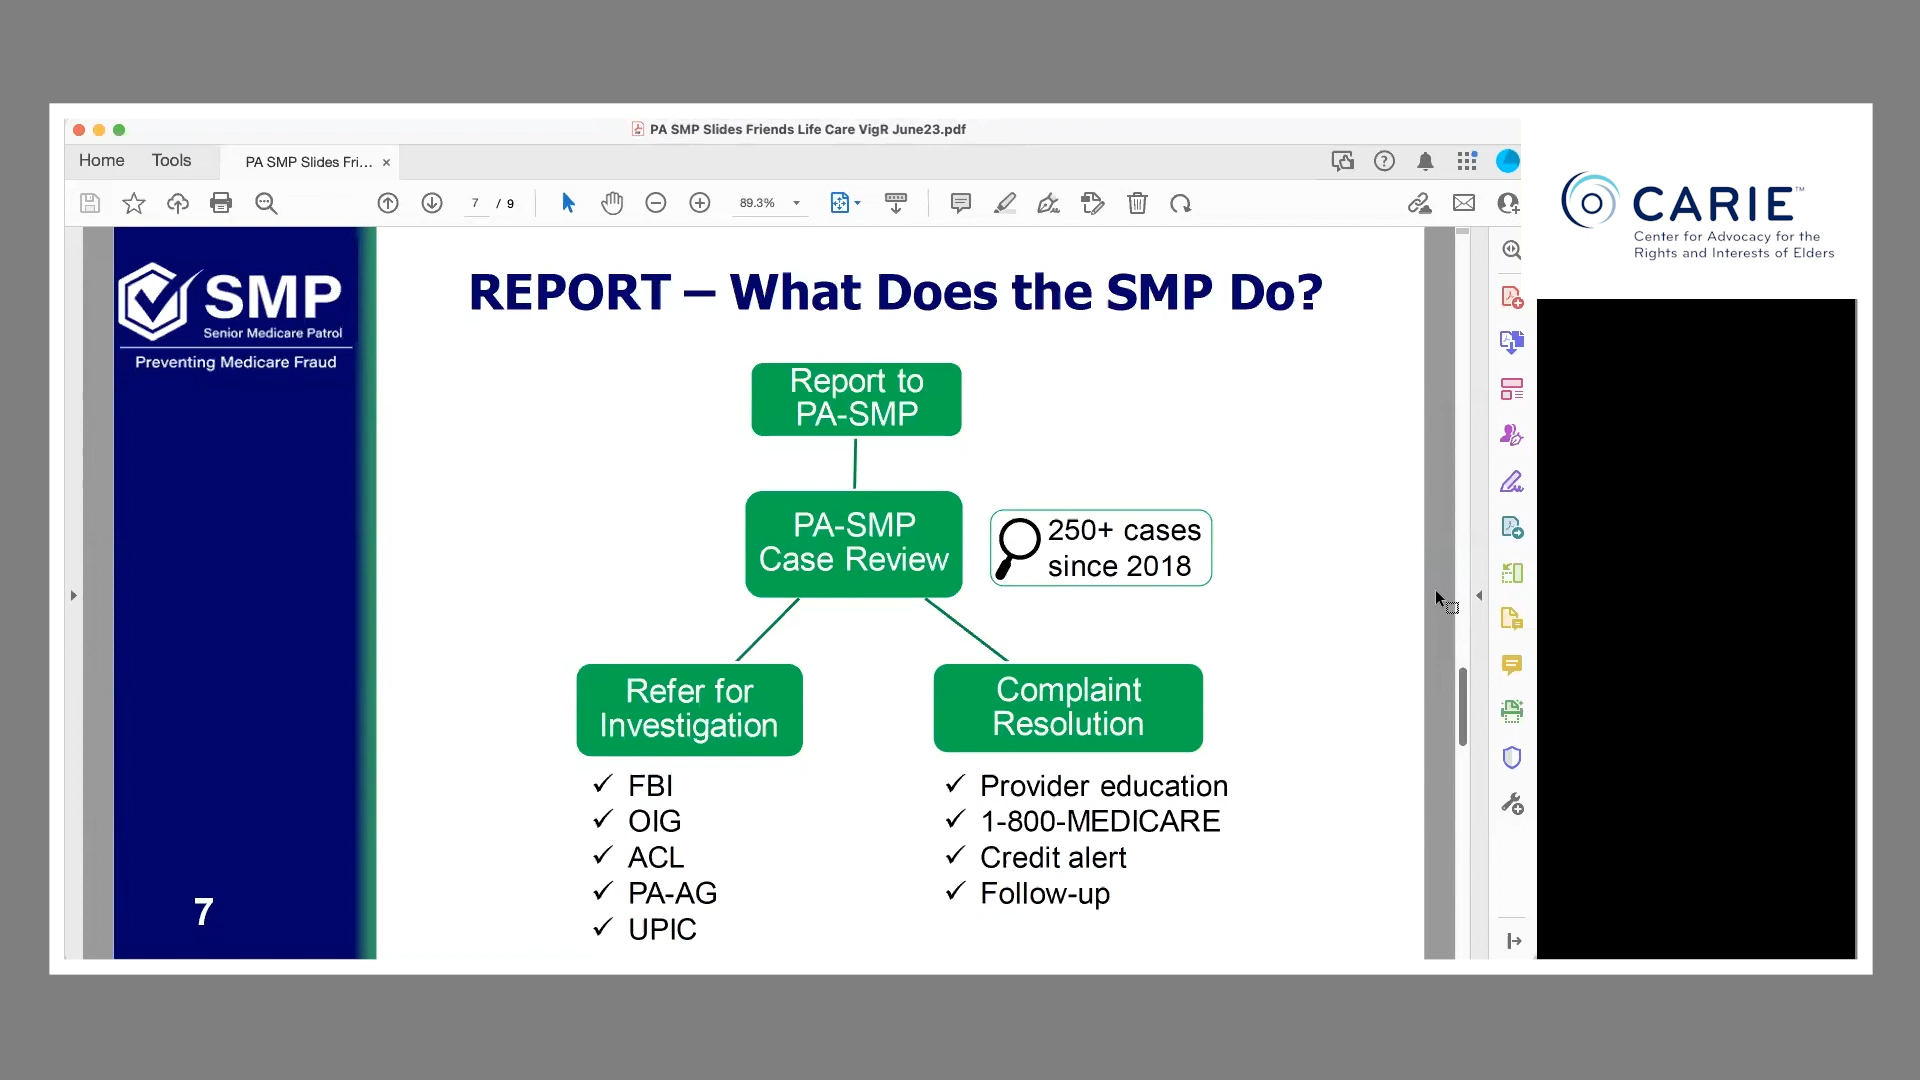 PA SMP Slides Friends Life Care VigR June23.pdf
Home Tools PA SMP Slides Fri... ×
7 / 9 89.3%
CARIE™
Center for Advocacy for the
Rights and Interests of Elders
SMP
Senior Medicare Patrol
Preventing Medicare Fraud
REPORT – What Does the SMP Do?
Report to
PA-SMP
PA-SMP
Case Review
250+ cases
since 2018
Refer for
Investigation
✓ FBI
✓ OIG
✓ ACL
✓ PA-AG
✓ UPIC
Complaint
Resolution
✓ Provider education
✓ 1-800-MEDICARE
✓ Credit alert
✓ Follow-up
7